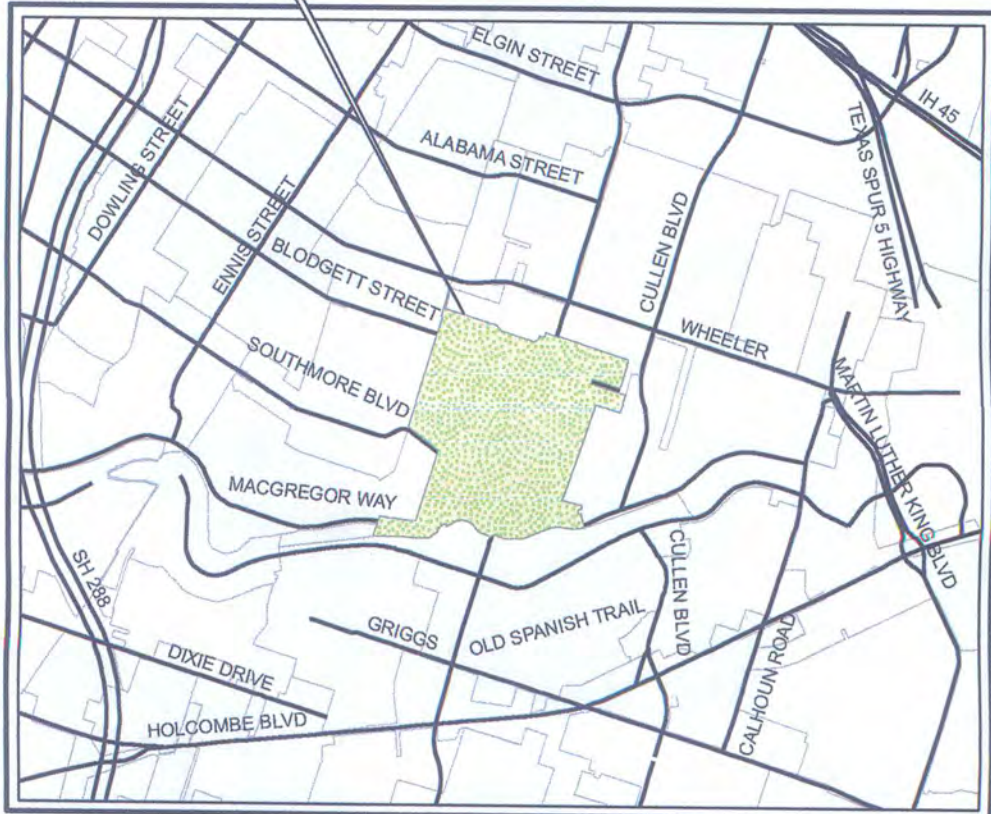 ELGIN STREET
IH 45
ALABAMA STREET
TEXAS SPUR 5 HIGHWAY
DOWLING STREET
ENNIS STREET
CULLEN BLVD
BLODGETT STREET
WHEELER
SOUTHMORE BLVD
MARTIN LUTHER KING BLVD
MACGREGOR WAY
CULLEN BLVD
SH 288
GRIGGS
OLD SPANISH TRAIL
DIXIE DRIVE
CALHOUN ROAD
HOLCOMBE BLVD